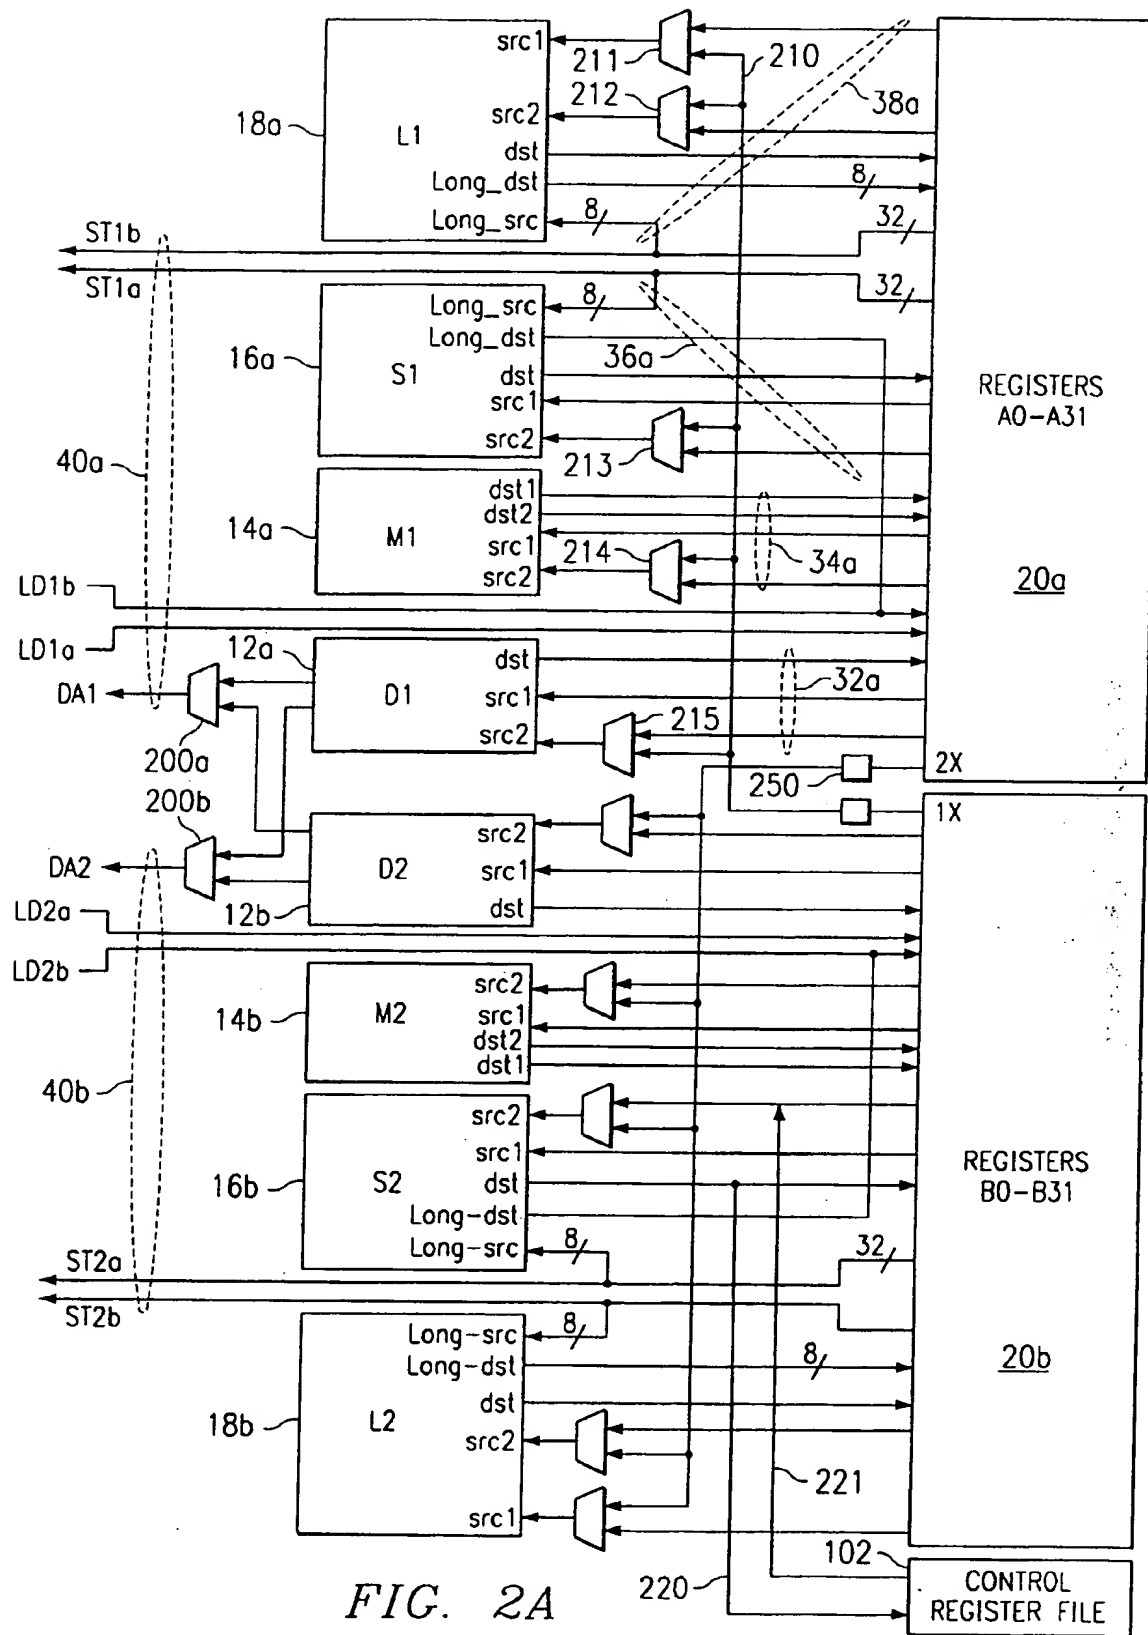 src1
211
210
38a
212
18a
L1
src2
dst
Long_dst
8
Long_src
8
32
ST1b
ST1a
32
Long_src
8
Long_dst
36a
16a
S1
dst
src1
src2
213
REGISTERS
A0-A31
40a
dst1
dst2
14a
M1
src1
214
34a
src2
20a
LD1b
LD1a
12a
dst
DA1
D1
src1
32a
src2
215
200a
250
2X
200b
1X
src2
DA2
D2
src1
LD2a
12b
dst
LD2b
src2
14b
M2
src1
dst2
dst1
40b
src2
src1
REGISTERS
B0-B31
16b
S2
dst
Long-dst
Long-src
8
32
ST2a
ST2b
Long-src
8
Long-dst
8
20b
dst
18b
L2
src2
221
src1
102
220
CONTROL
REGISTER FILE
FIG. 2A